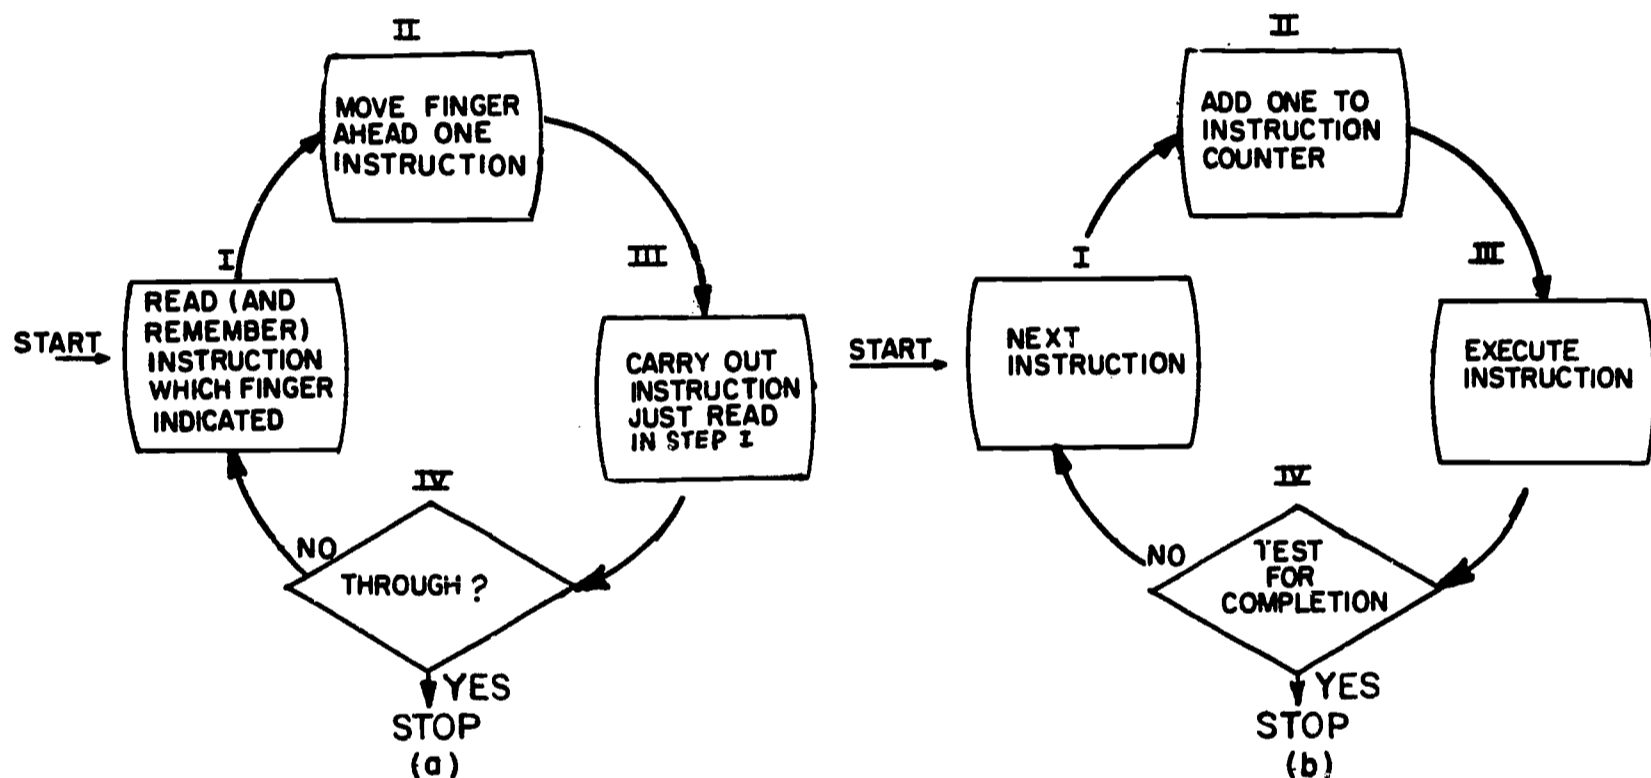 II
MOVE FINGER
AHEAD ONE
INSTRUCTION
I
READ (AND
REMEMBER)
INSTRUCTION
WHICH FINGER
INDICATED
START
III
CARRY OUT
INSTRUCTION
JUST READ
IN STEP I
IV
THROUGH?
NO
YES
STOP
(a)
II
ADD ONE TO
INSTRUCTION
COUNTER
I
NEXT
INSTRUCTION
START
III
EXECUTE
INSTRUCTION
IV
TEST
FOR
COMPLETION
NO
YES
STOP
(b)